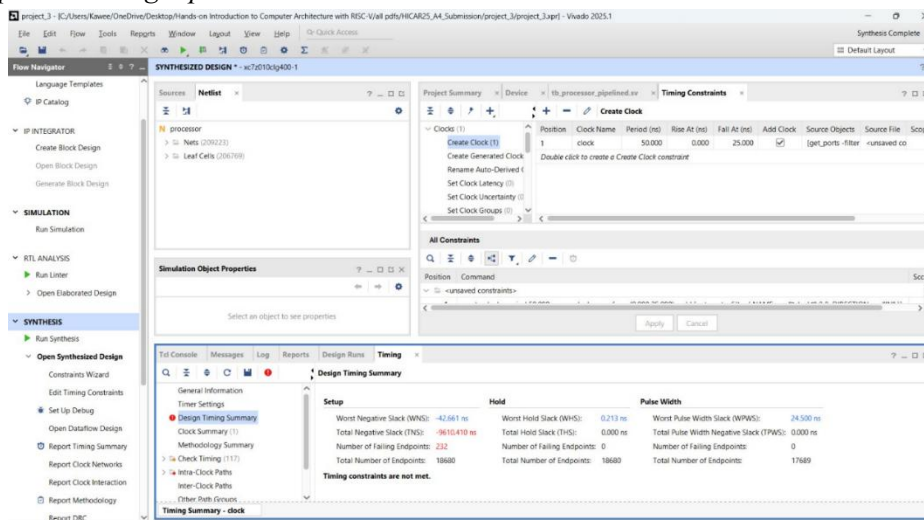 project_3 - [C:/Users/Kawee/OneDrive/Desktop/Hands-on Introduction to Computer Architecture with RISC-V/all pdfs/HICAR25_A4_Submission/project_3/project_3.xpr] - Vivado 2025.1
File Edit Flow Tools Reports Window Layout View Help Quick Access
Synthesis Complete
Default Layout
Flow Navigator
Language Templates
IP Catalog
IP INTEGRATOR
Create Block Design
Open Block Design
Generate Block Design
SIMULATION
Run Simulation
RTL ANALYSIS
Run Linter
Open Elaborated Design
SYNTHESIS
Run Synthesis
Open Synthesized Design
Constraints Wizard
Edit Timing Constraints
Set Up Debug
Open Dataflow Design
Report Timing Summary
Report Clock Networks
Report Clock Interaction
Report Methodology
Report DRC
SYNTHESIZED DESIGN * - xc7z010clg400-1
Sources Netlist
processor
Nets (209223)
Leaf Cells (206769)
Simulation Object Properties
Select an object to see properties
Project Summary Device tb_processor_pipelined.sv Timing Constraints
Create Clock
Clocks (1)
Create Clock (1)
Create Generated Clock
Rename Auto-Derived
Set Clock Latency (0)
Set Clock Uncertainty
Set Clock Groups (0)
Position Clock Name Period (ns) Rise At (ns) Fall At (ns) Add Clock Source Objects Source File
1 clock 50.000 0.000 25.000 [get_ports -filter <unsaved co
Double click to create a Create Clock constraint
All Constraints
Position Command
<unsaved constraints>
Apply Cancel
Tcl Console Messages Log Reports Design Runs Timing
Design Timing Summary
General Information
Timer Settings
Design Timing Summary
Clock Summary (1)
Methodology Summary
Check Timing (117)
Intra-Clock Paths
Inter-Clock Paths
Other Path Groups
Setup Hold Pulse Width
Worst Negative Slack (WNS): -42.661 ns Worst Hold Slack (WHS): 0.213 ns Worst Pulse Width Slack (WPWS): 24.500 ns
Total Negative Slack (TNS): -9610.410 ns Total Hold Slack (THS): 0.000 ns Total Pulse Width Negative Slack (TPWS): 0.000 ns
Number of Failing Endpoints: 232 Number of Failing Endpoints: 0 Number of Failing Endpoints: 0
Total Number of Endpoints: 18680 Total Number of Endpoints: 18680 Total Number of Endpoints: 17689
Timing constraints are not met.
Timing Summary - clock